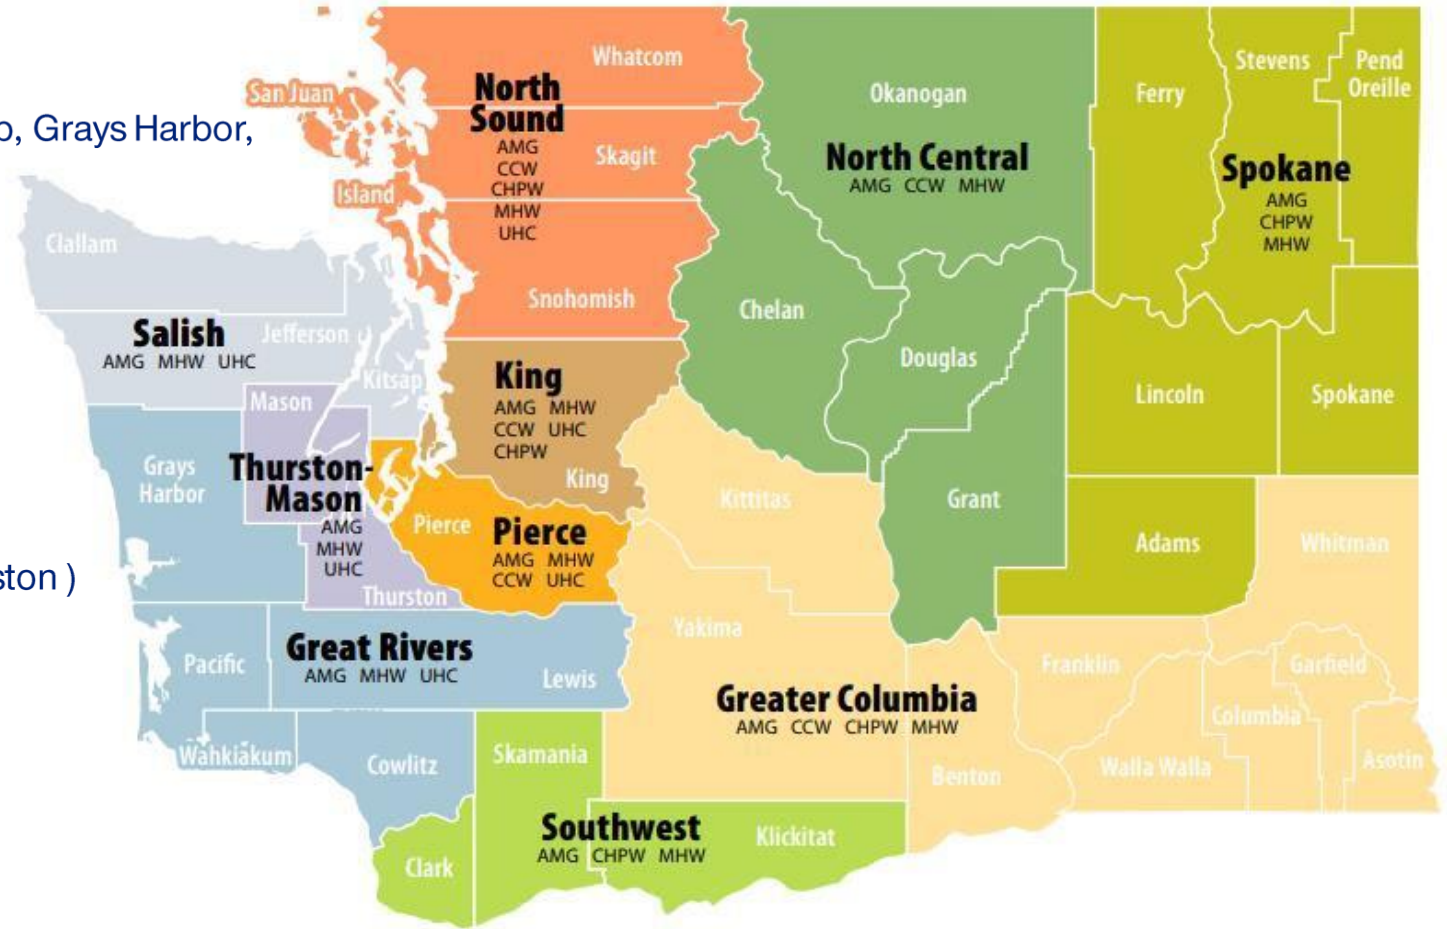 Whatcom
San Juan
North
Sound
AMG
CCW
CHPW
MHW
UHC
Skagit
Island
Snohomish
Okanogan
North Central
AMG CCW MHW
Chelan
Douglas
Grant
Ferry
Stevens
Pend
Oreille
Spokane
AMG
CHPW
MHW
Lincoln
Spokane
Adams
Whitman
, Grays Harbor,
Clallam
Salish
AMG MHW UHC
Jefferson
Kitsap
Mason
King
AMG MHW
CCW UHC
CHPW
King
Grays
Harbor
Thurston-
Mason
AMG
MHW
UHC
Thurston
Pierce
Pierce
AMG MHW
CCW UHC
Kittitas
ston )
Pacific
Great Rivers
AMG MHW UHC
Lewis
Wahkiakum
Cowlitz
Yakima
Greater Columbia
AMG CCW CHPW MHW
Franklin
Garfield
Columbia
Walla Walla
Asotin
Benton
Skamania
Southwest
AMG CHPW MHW
Klickitat
Clark